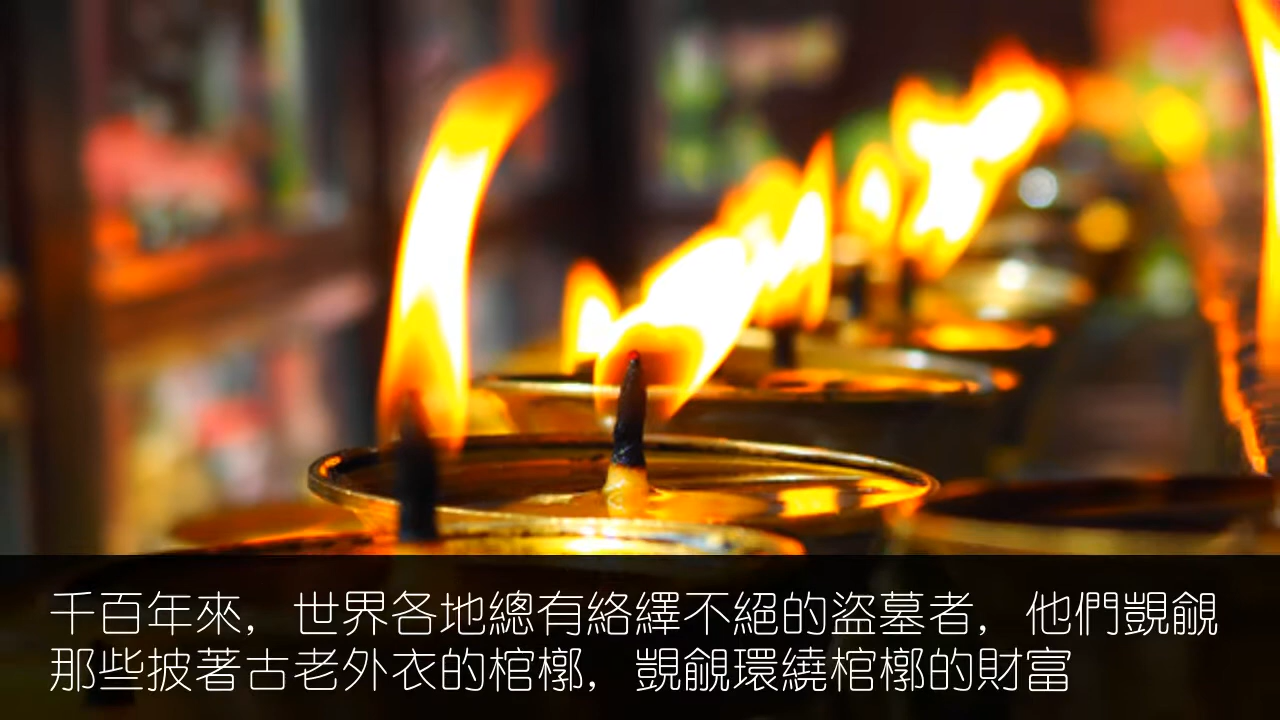 千百年來，世界各地總有絡繹不絕的盜墓者，他們覬覦
那些披著古老外衣的棺槨，覬覦環繞棺槨的財富